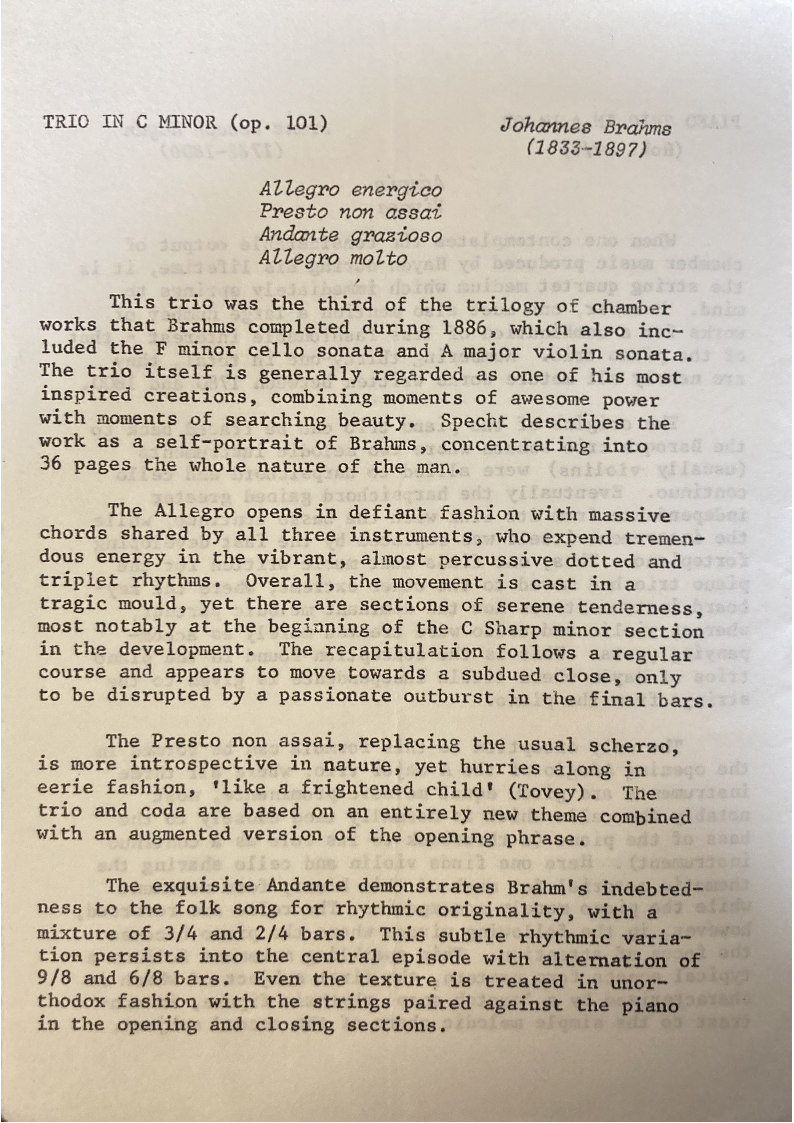 TRIO IN C MINOR (op. 101)
Johannes Brahms
(1833-1897)
Allegro energico
Presto non assai
Andante grazioso
Allegro molto
This trio was the third of the trilogy of chamber
works that Brahms completed during 1886, which also inc-
luded the F minor cello sonata and A major violin sonata.
The trio itself is generally regarded as one of his most
inspired creations, combining moments of awesome power
with moments of searching beauty. Specht describes the
work as a self-portrait of Brahms, concentrating into
36 pages the whole nature of the man.
The Allegro opens in defiant fashion with massive
chords shared by all three instruments, who expend tremen-
dous energy in the vibrant, almost percussive dotted and
triplet rhythms. Overall, the movement is cast in a
tragic mould, yet there are sections of serene tenderness,
most notably at the beginning of the C Sharp minor section
in the development. The recapitulation follows a regular
course and appears to move towards a subdued close, only
to be disrupted by a passionate outburst in the final bars.
The Presto non assai, replacing the usual scherzo,
is more introspective in nature, yet hurries along in
eerie fashion, 'like a frightened child' (Tovey). The
trio and coda are based on an entirely new theme combined
with an augmented version of the opening phrase.
The exquisite Andante demonstrates Brahm's indebted-
ness to the folk song for rhythmic originality, with a
mixture of 3/4 and 2/4 bars. This subtle rhythmic varia-
tion persists into the central episode with alternation of
9/8 and 6/8 bars. Even the texture is treated in unor-
thodox fashion with the strings paired against the piano
in the opening and closing sections.